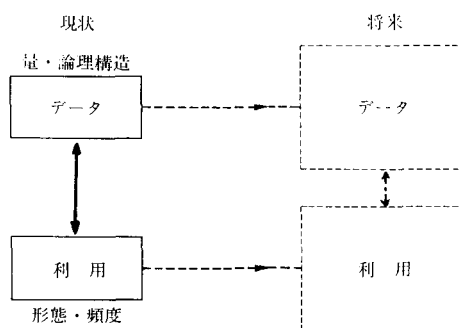 現状
将来
量・論理構造
データ
データ
利用
利用
形態・頻度